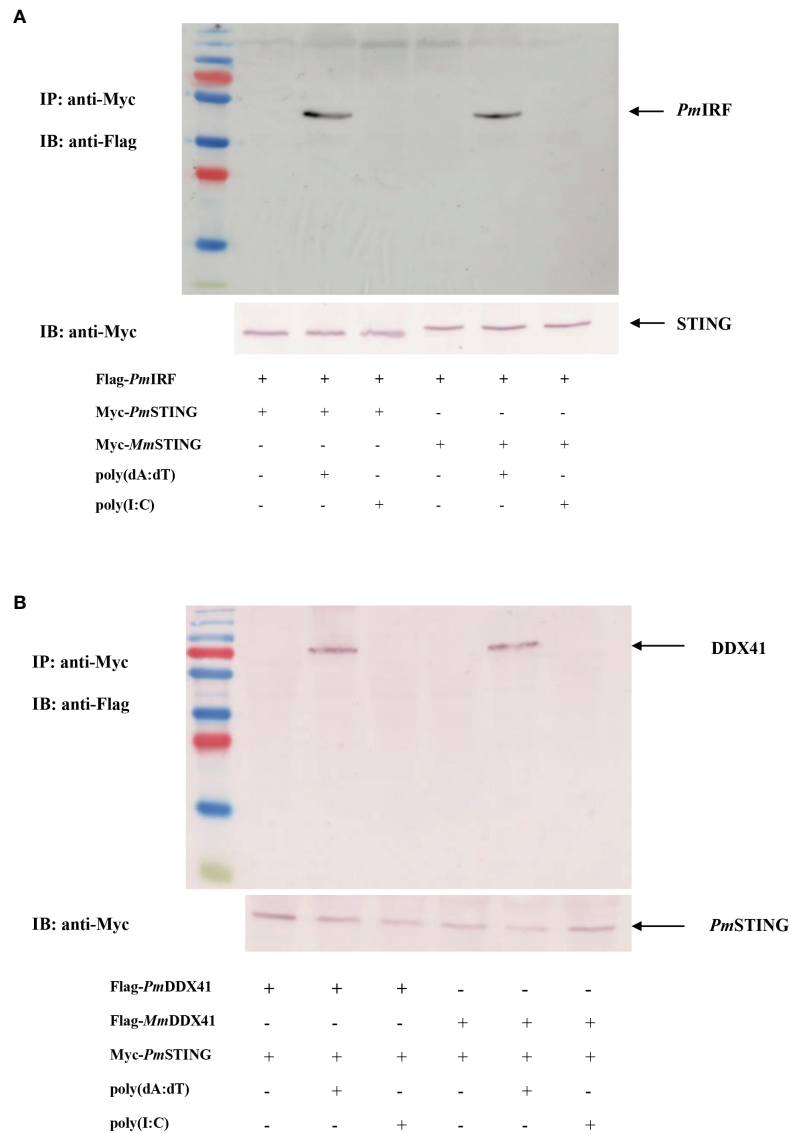 A
IP: anti-Myc
PmIRF
IB: anti-Flag
IB: anti-Myc
STING
Flag-PmIRF + + + + + +
Myc-PmSTING + + + - - -
Myc-MmSTING - - - + + +
poly(dA:dT) - + - - + -
poly(I:C) - - + - - +
B
IP: anti-Myc
DDX41
IB: anti-Flag
IB: anti-Myc
PmSTING
Flag-PmDDX41 + + + - - -
Flag-MmDDX41 - - - + + +
Myc-PmSTING + + + + + +
poly(dA:dT) - + - - + -
poly(I:C) - - + - - +